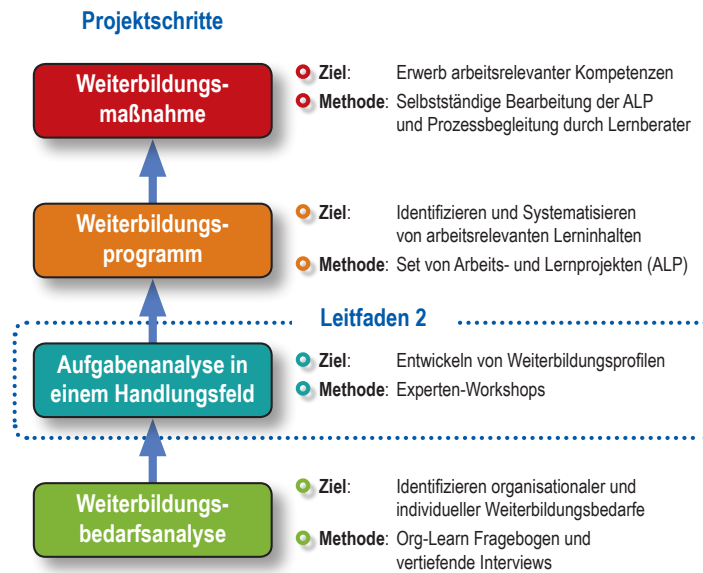 Projektschritte
Weiterbildungs-
maßnahme
Ziel: Erwerb arbeitsrelevanter Kompetenzen
Methode: Selbstständige Bearbeitung der ALP
und Prozessbegleitung durch Lernberater
Weiterbildungs-
programm
Ziel: Identifizieren und Systematisieren
von arbeitsrelevanten Lerninhalten
Methode: Set von Arbeits- und Lernprojekten (ALP)
Leitfaden 2
Aufgabenanalyse in
einem Handlungsfeld
Ziel: Entwickeln von Weiterbildungsprofilen
Methode: Experten-Workshops
Weiterbildungs-
bedarfsanalyse
Ziel: Identifizieren organisationaler und
individueller Weiterbildungsbedarfe
Methode: Org-Learn Fragebogen und
vertiefende Interviews